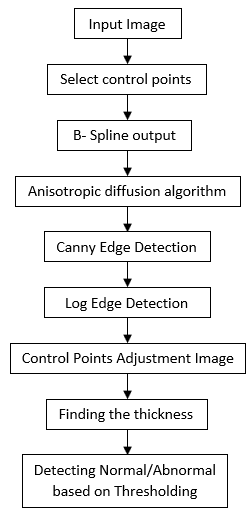 Input Image
Select control points
B- Spline output
Anisotropic diffusion algorithm
Canny Edge Detection
Log Edge Detection
Control Points Adjustment Image
Finding the thickness
Detecting Normal/Abnormal
based on Thresholding